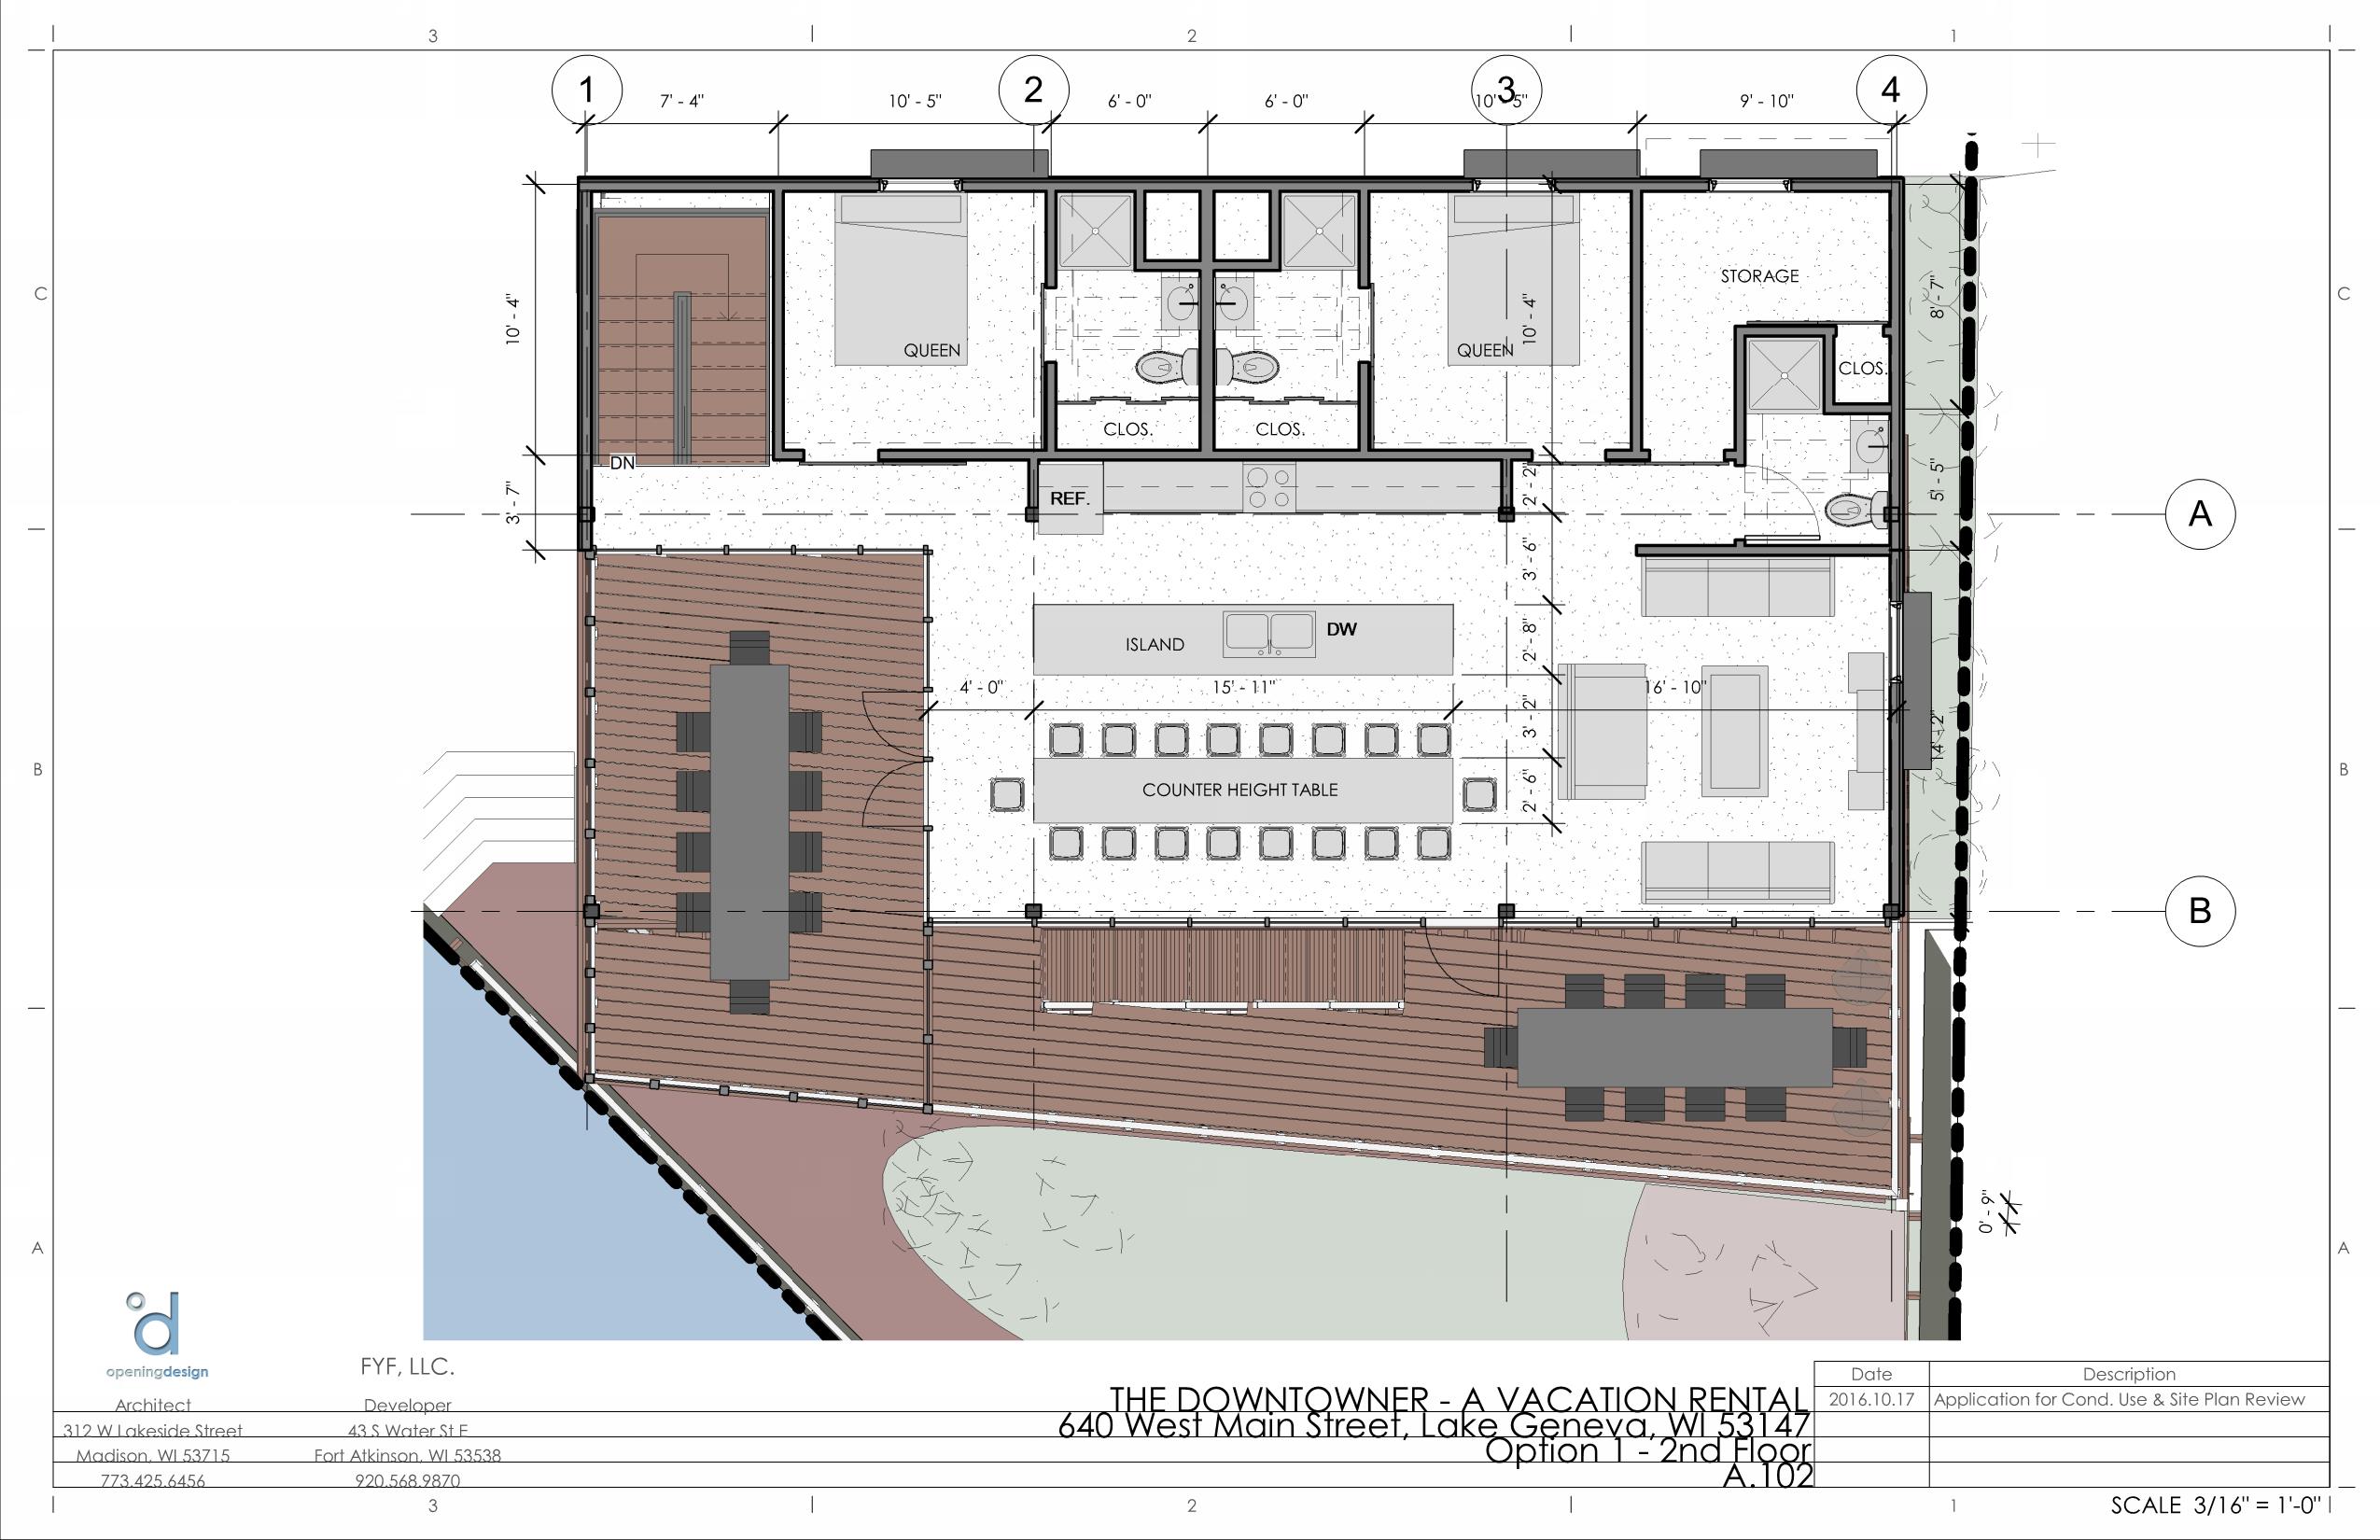 3
2
1
1
2
3
4
7' - 4"
10' - 5"
6' - 0"
6' - 0"
10' - 5"
9' - 10"
C
C
10' - 4"
STORAGE
8' - 7"
10' - 4"
QUEEN
QUEEN
CLOS.
CLOS.
CLOS.
DN
3' - 7"
REF.
2' - 2"
5' - 5"
A
3' - 6"
ISLAND
DW
2' - 8"
4' - 0"
15' - 11"
16' - 10"
3' - 2"
14' - 2"
B
B
COUNTER HEIGHT TABLE
2' - 6"
B
0' - 9"
A
A
openingdesign
Architect
312 W Lakeside Street
Madison, WI 53715
773.425.6456
FYF, LLC.
Developer
43 S Water St E
Fort Atkinson, WI 53538
920.568.9870
THE DOWNTOWNER - A VACATION RENTAL
640 West Main Street, Lake Geneva, WI 53147
Option 1 - 2nd Floor
A.102
Date
Description
2016.10.17
Application for Cond. Use & Site Plan Review
3
2
1
SCALE 3/16" = 1'-0"